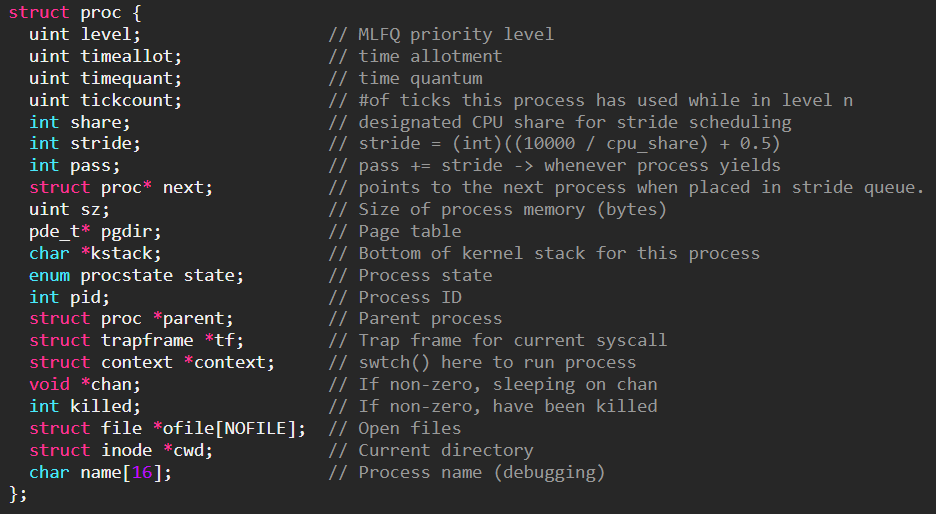 struct proc {
  uint level;                   // MLFQ priority level
  uint timeallot;               // time allotment
  uint timequant;               // time quantum
  uint tickcount;               // #of ticks this process has used while in level n
  int share;                    // designated CPU share for stride scheduling
  int stride;                   // stride = (int)((10000 / cpu_share) + 0.5)
  int pass;                     // pass += stride -> whenever process yields
  struct proc* next;            // points to the next process when placed in stride queue.
  uint sz;                      // Size of process memory (bytes)
  pde_t* pgdir;                 // Page table
  char *kstack;                 // Bottom of kernel stack for this process
  enum procstate state;         // Process state
  int pid;                      // Process ID
  struct proc *parent;          // Parent process
  struct trapframe *tf;         // Trap frame for current syscall
  struct context *context;      // swtch() here to run process
  void *chan;                   // If non-zero, sleeping on chan
  int killed;                   // If non-zero, have been killed
  struct file *ofile[NOFILE];  // Open files
  struct inode *cwd;            // Current directory
  char name[16];                // Process name (debugging)
};